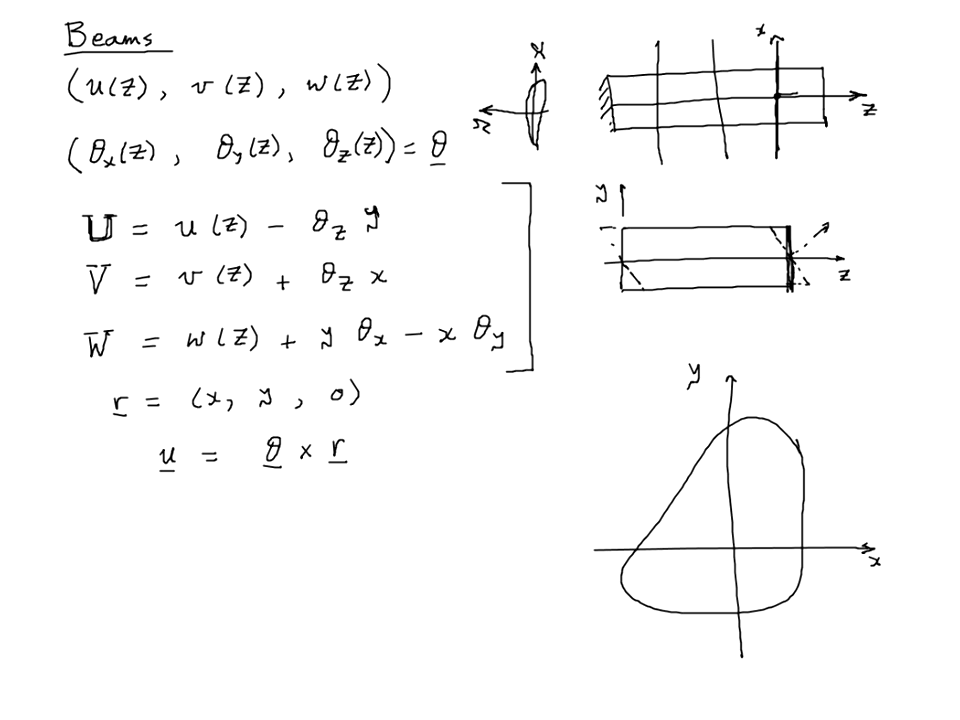 Beams
(u(z), v(z), w(z))
(θx(z), θy(z), θz(z)) = θ
U = u(z) - θz y
V = v(z) + θz x
W = w(z) + y θx - x θy
r = (x, y, 0)
u = θ × r
x
y
x
z
y
z
y
x